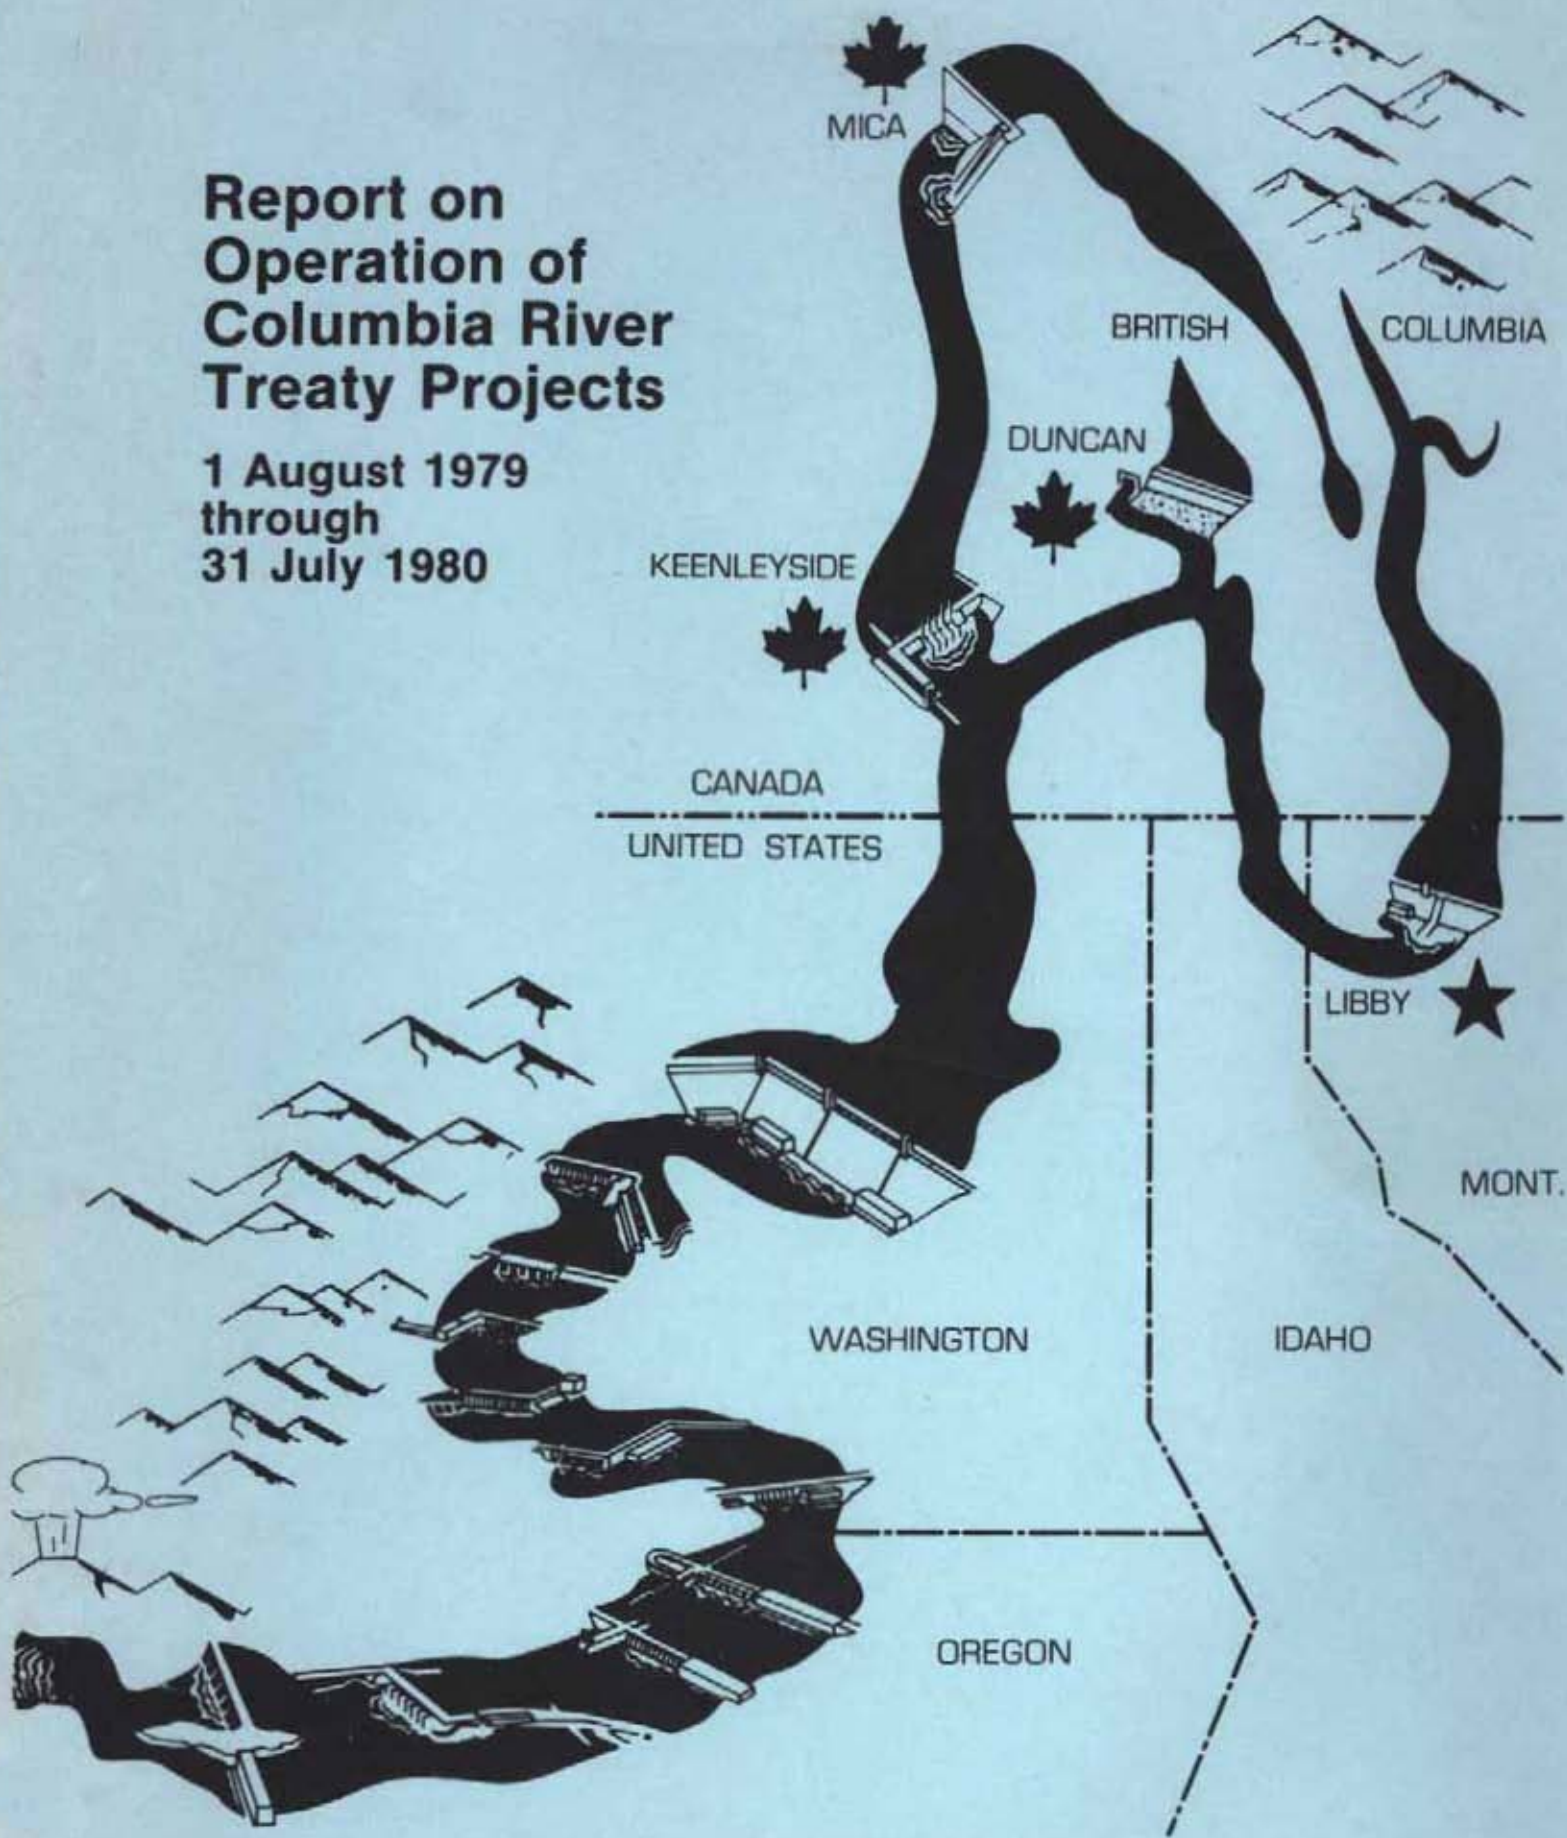 Report on
Operation of
Columbia River
Treaty Projects
1 August 1979
through
31 July 1980
MICA
BRITISH COLUMBIA
DUNCAN
KEENLEYSIDE
CANADA
UNITED STATES
LIBBY
MONT.
WASHINGTON
IDAHO
OREGON